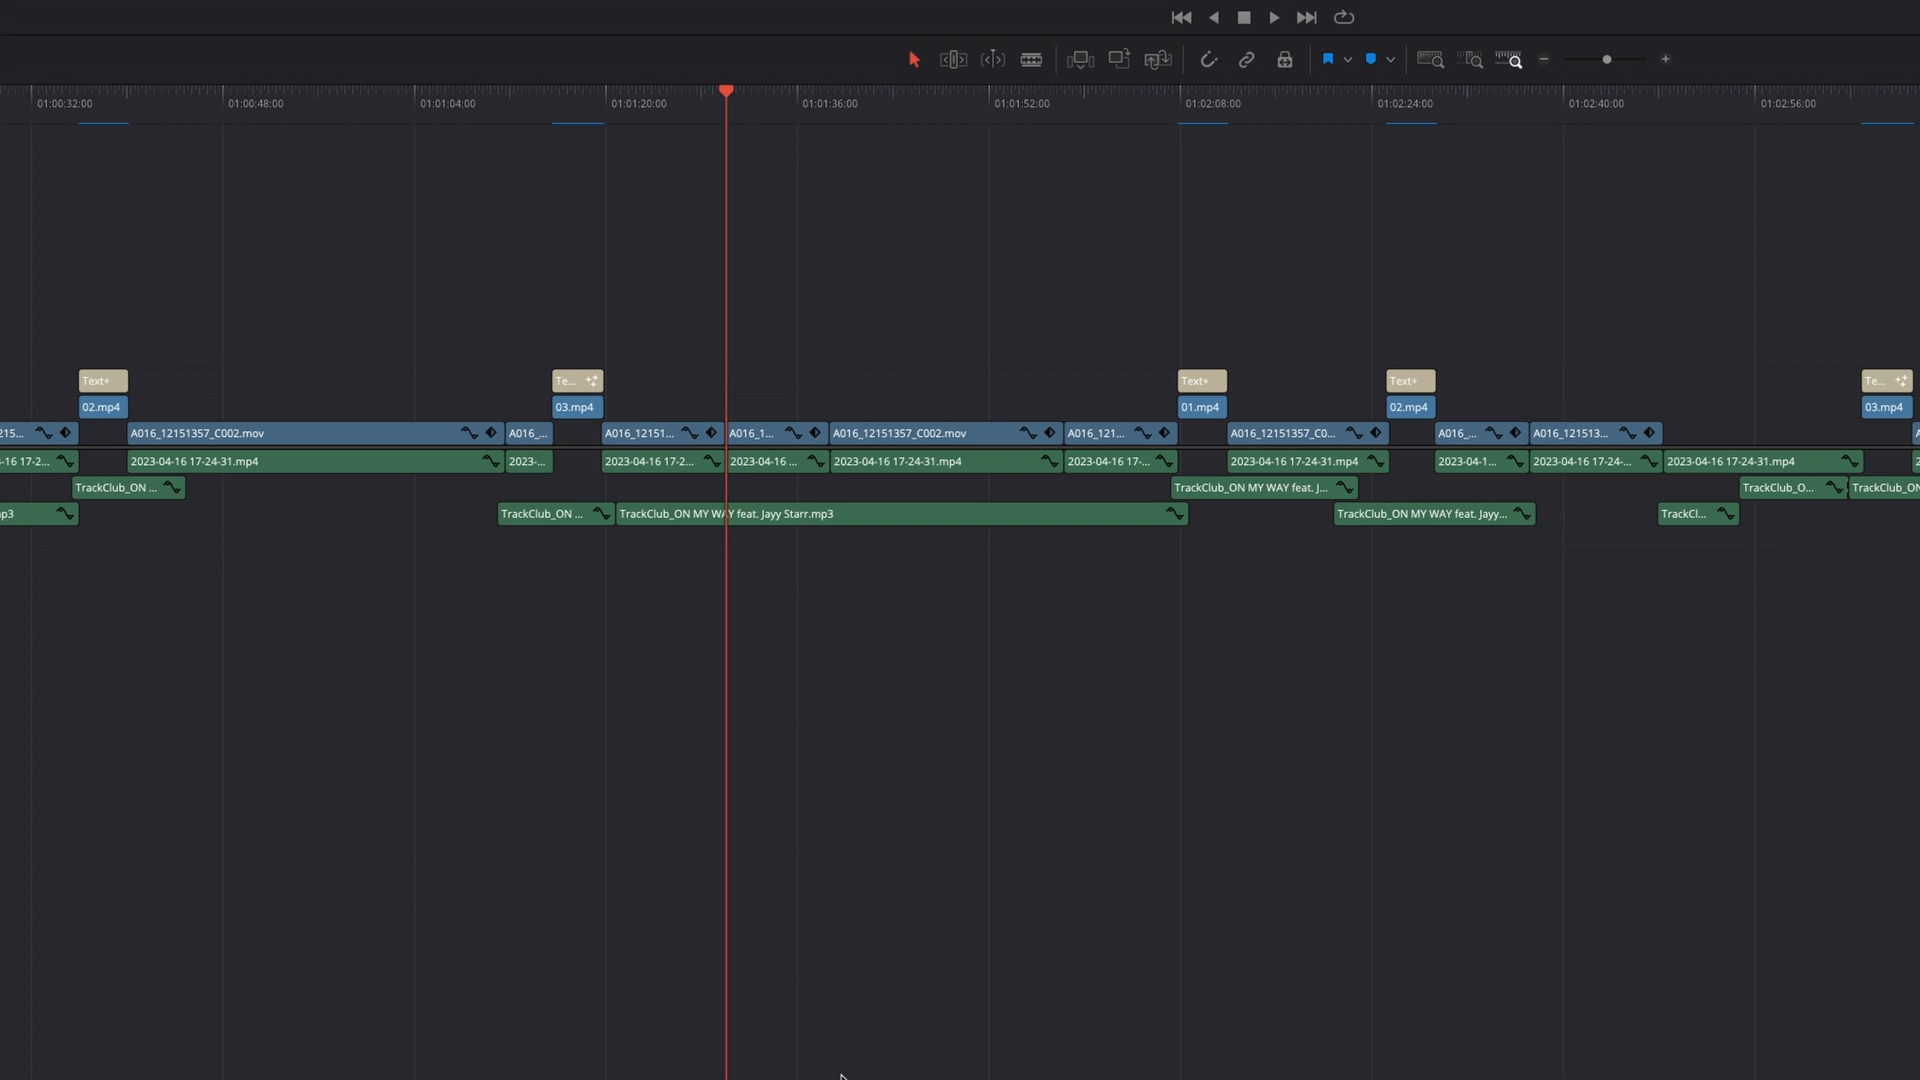 01:00:32:00 01:00:48:00 01:01:04:00 01:01:20:00 01:01:36:00 01:01:52:00 01:02:08:00 01:02:24:00 01:02:40:00 01:02:56:00
Text+ Te... Text+ Text+ Te...
02.mp4 03.mp4 01.mp4 02.mp4 03.mp4
215... A016_12151357_C002.mov A016_... A016_12151... A016_1... A016_12151357_C002.mov A016_121... A016_12151357_C0... A016_... A016_121513... A
-16 17-2... 2023-04-16 17-24-31.mp4 2023-... 2023-04-16 17-2... 2023-04-16 ... 2023-04-16 17-24-31.mp4 2023-04-16 17-... 2023-04-16 17-24-31.mp4 2023-04-1... 2023-04-16 17-24-... 2023-04-16 17-24-31.mp4 2
TrackClub_ON ... TrackClub_ON MY WAY feat. J... TrackClub_O... TrackClub_ON
p3 TrackClub_ON ... TrackClub_ON MY WAY feat. Jayy Starr.mp3 TrackClub_ON MY WAY feat. Jayy... TrackCl...